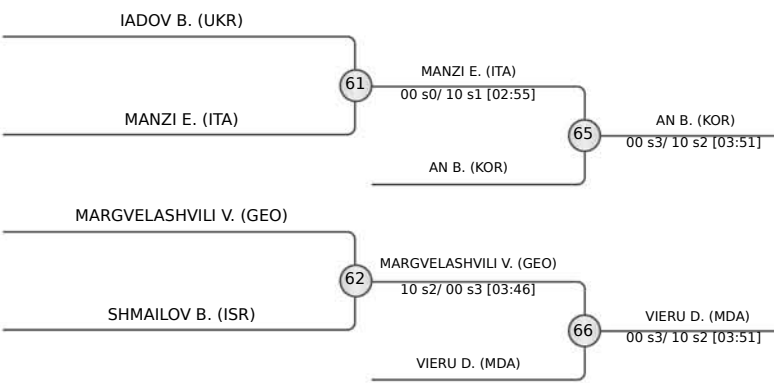 IADOV B. (UKR)
61
MANZI E. (ITA)
00 s0/ 10 s1 [02:55]
MANZI E. (ITA)
65
AN B. (KOR)
00 s3/ 10 s2 [03:51]
AN B. (KOR)
MARGVELASHVILI V. (GEO)
62
MARGVELASHVILI V. (GEO)
10 s2/ 00 s3 [03:46]
SHMAILOV B. (ISR)
66
VIERU D. (MDA)
00 s3/ 10 s2 [03:51]
VIERU D. (MDA)